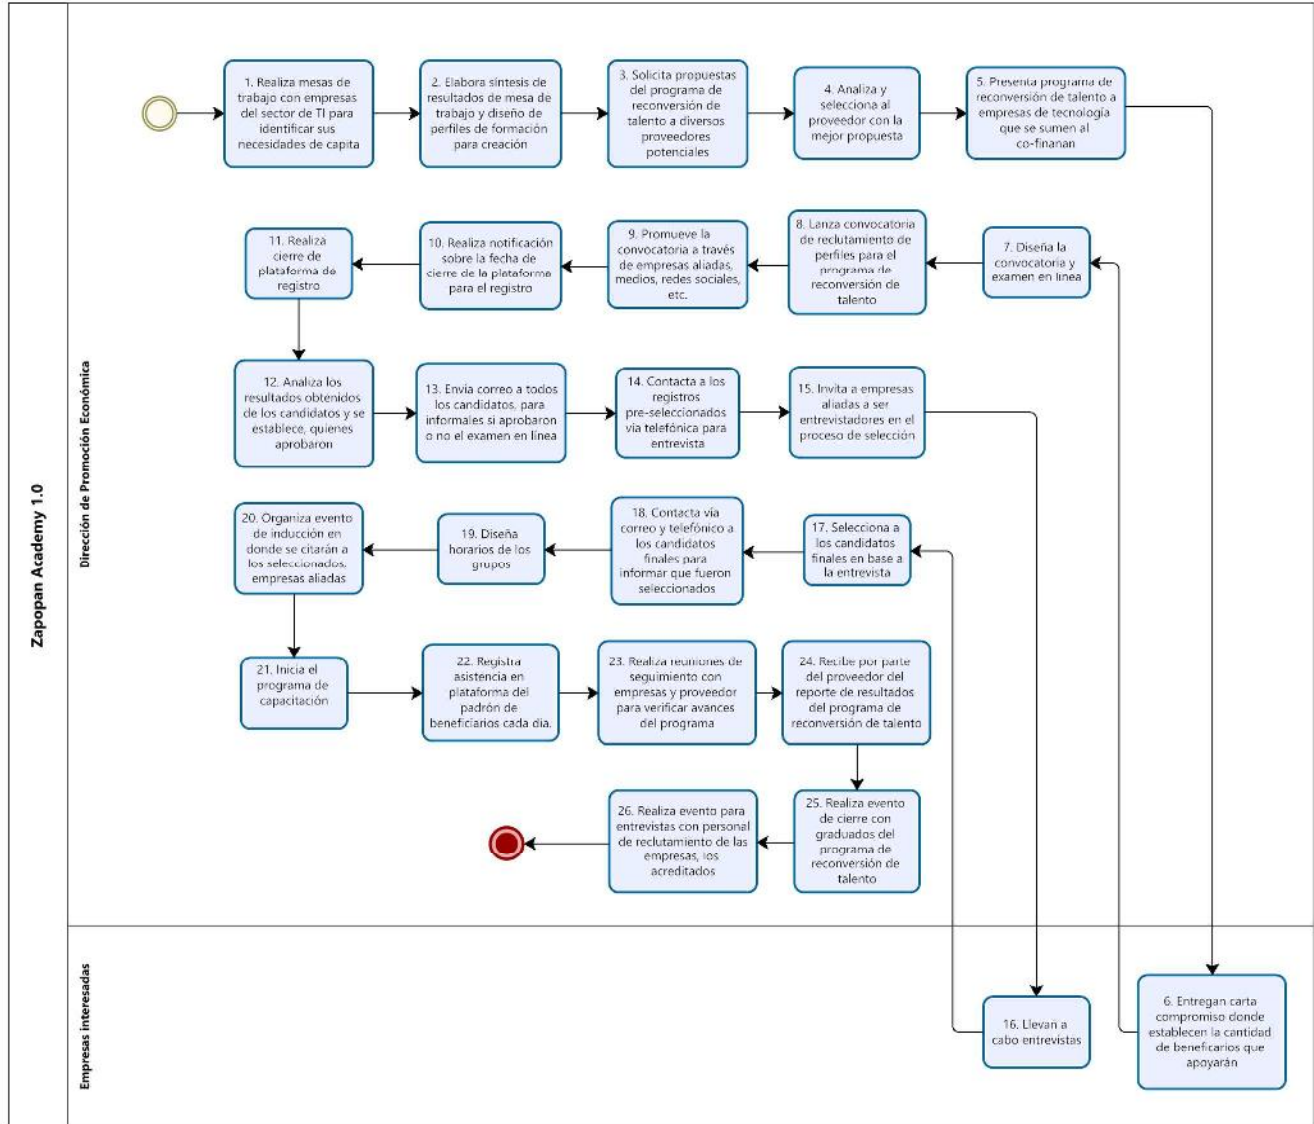 Zapopan Academy 1.0
Dirección de Promoción Económica
1. Realiza mesas de
trabajo con empresas
del sector de TI para
identificar sus
necesidades de capita
2. Elabora síntesis de
resultados de mesa de
trabajo y diseño de
perfiles de formación
para creación
3. Solicita propuestas
del programa de
reconversión de
talento a diversos
proveedores
potenciales
4. Analiza y
selecciona al
proveedor con la
mejor propuesta
5. Presenta programa de
reconversión de talento a
empresas de tecnología
que se sumen al
co-finanan
11. Realiza
cierre de
plataforma de
registro
10. Realiza notificación
sobre la fecha de
cierre de la plataforma
para el registro
9. Promueve la
convocatoria a través
de empresas aliadas,
medios, redes sociales,
etc.
8. Lanza convocatoria
de reclutamiento de
perfiles para el
programa de
reconversión de
talento
7. Diseña la
convocatoria y
examen en línea
12. Analiza los
resultados obtenidos
de los candidatos y se
establece, quienes
aprobaron
13. Envía correo a todos
los candidatos, para
informales si aprobaron
o no el examen en línea
14. Contacta a los
registros
pre-seleccionados
vía telefónica para
entrevista
15. Invita a empresas
aliadas a ser
entrevistadores en el
proceso de selección
20. Organiza evento
de inducción en
donde se citarán a
los seleccionados,
empresas aliadas
19. Diseña
horarios de los
grupos
18. Contacta vía
correo y telefónico a
los candidatos
finales para
informar que fueron
seleccionados
17. Selecciona a
los candidatos
finales en base a
la entrevista
21. Inicia el
programa de
capacitación
22. Registra
asistencia en
plataforma del
padrón de
beneficiarios cada día.
23. Realiza reuniones de
seguimiento con
empresas y proveedor
para verificar avances
del programa
24. Recibe por parte
del proveedor del
reporte de resultados
del programa de
reconversión de talento
26. Realiza evento para
entrevistas con personal
de reclutamiento de las
empresas, los
acreditados
25. Realiza evento
de cierre con
graduados del
programa de
reconversión de
talento
Empresas interesadas
16. Llevan a
cabo entrevistas
6. Entregan carta
compromiso donde
establecen la cantidad
de beneficarios que
apoyarán